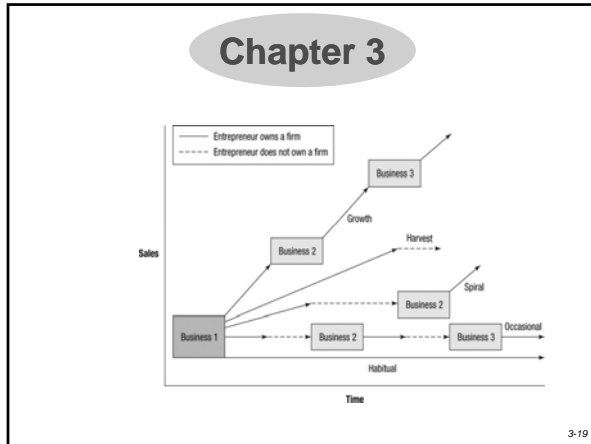 Chapter 3
Entrepreneur owns a firm
Entrepreneur does not own a firm
Business 3
Growth
Harvest
Sales
Business 2
Spiral
Business 2
Occasional
Business 1
Business 2
Business 3
Habitual
Time
3-19